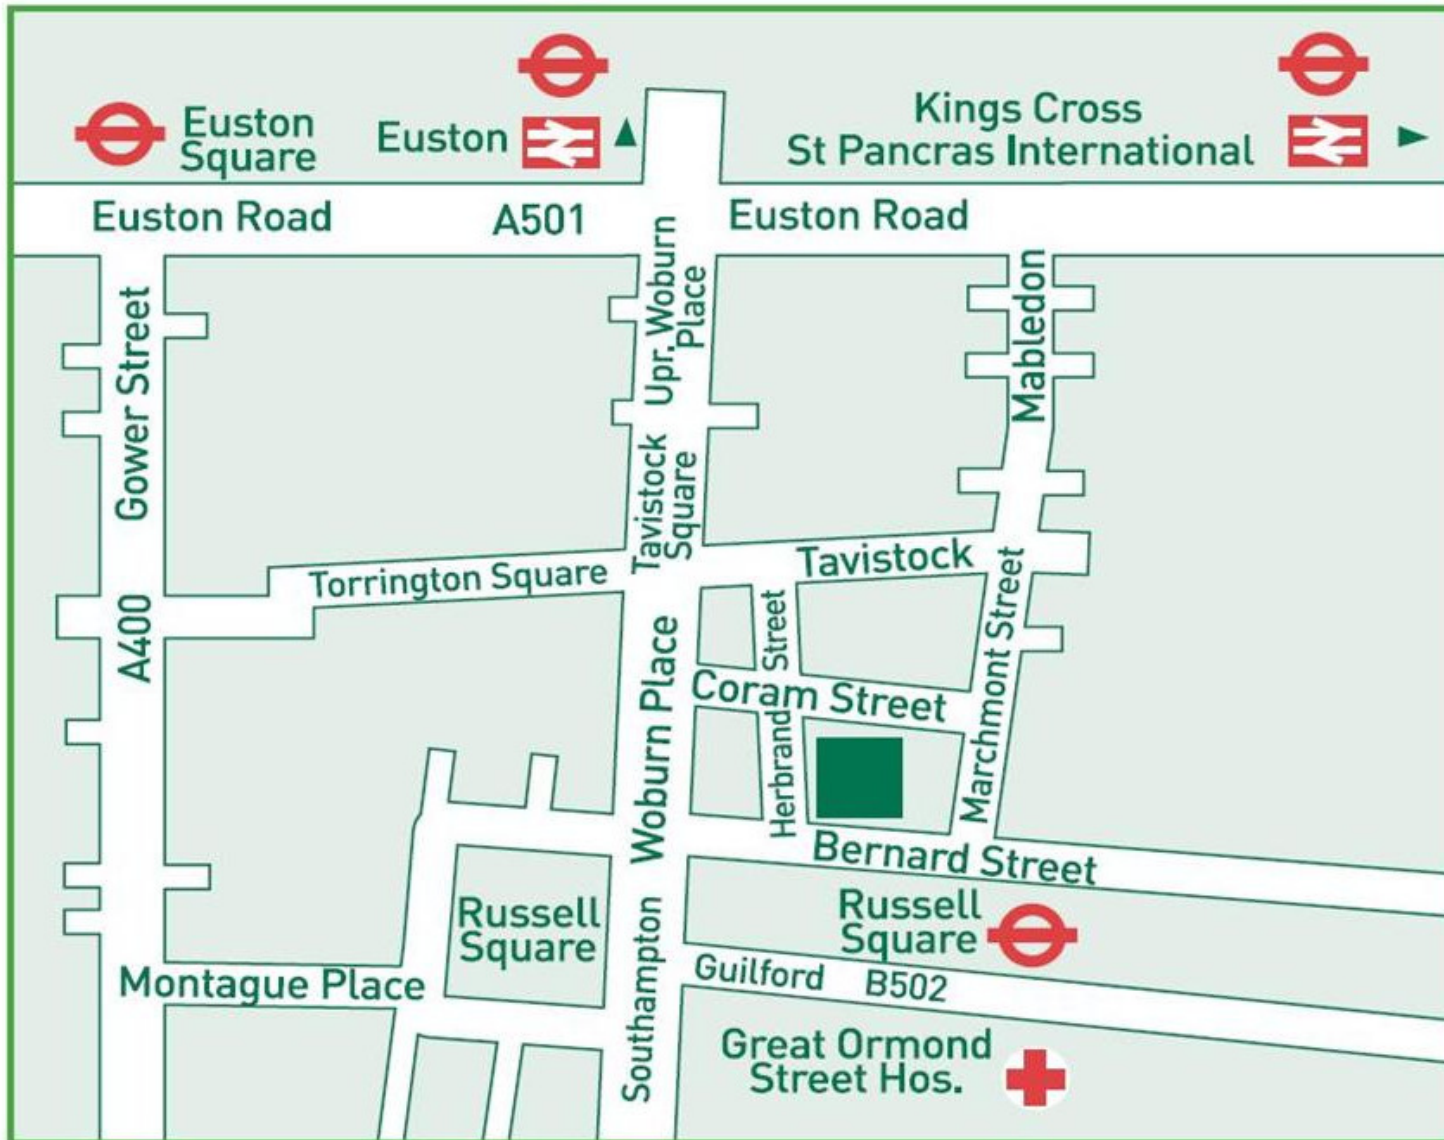 Euston
Square
Euston
Kings Cross
St Pancras International
Euston Road
A501
Euston Road
Gower Street
Upr. Woburn
Place
Mabledon
Tavistock
Square
Torrington Square
Tavistock
A400
Herbrand Street
Marchmont Street
Coram Street
Woburn Place
Bernard Street
Russell
Square
Russell
Square
Montague Place
Southampton
Guilford B502
Great Ormond
Street Hos.